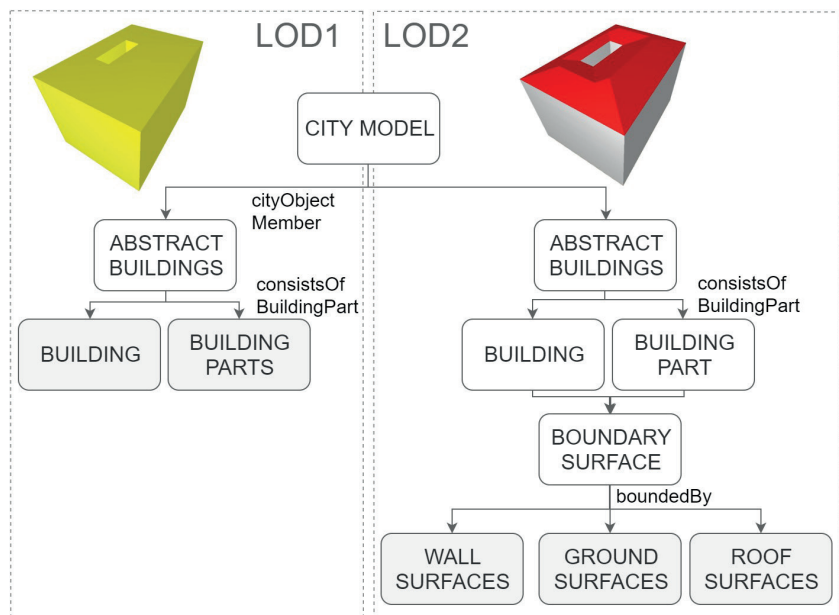 LOD1
LOD2
CITY MODEL
cityObject
Member
ABSTRACT
BUILDINGS
consistsOf
BuildingPart
BUILDING
BUILDING
PARTS
ABSTRACT
BUILDINGS
consistsOf
BuildingPart
BUILDING
BUILDING
PART
BOUNDARY
SURFACE
boundedBy
WALL
SURFACES
GROUND
SURFACES
ROOF
SURFACES